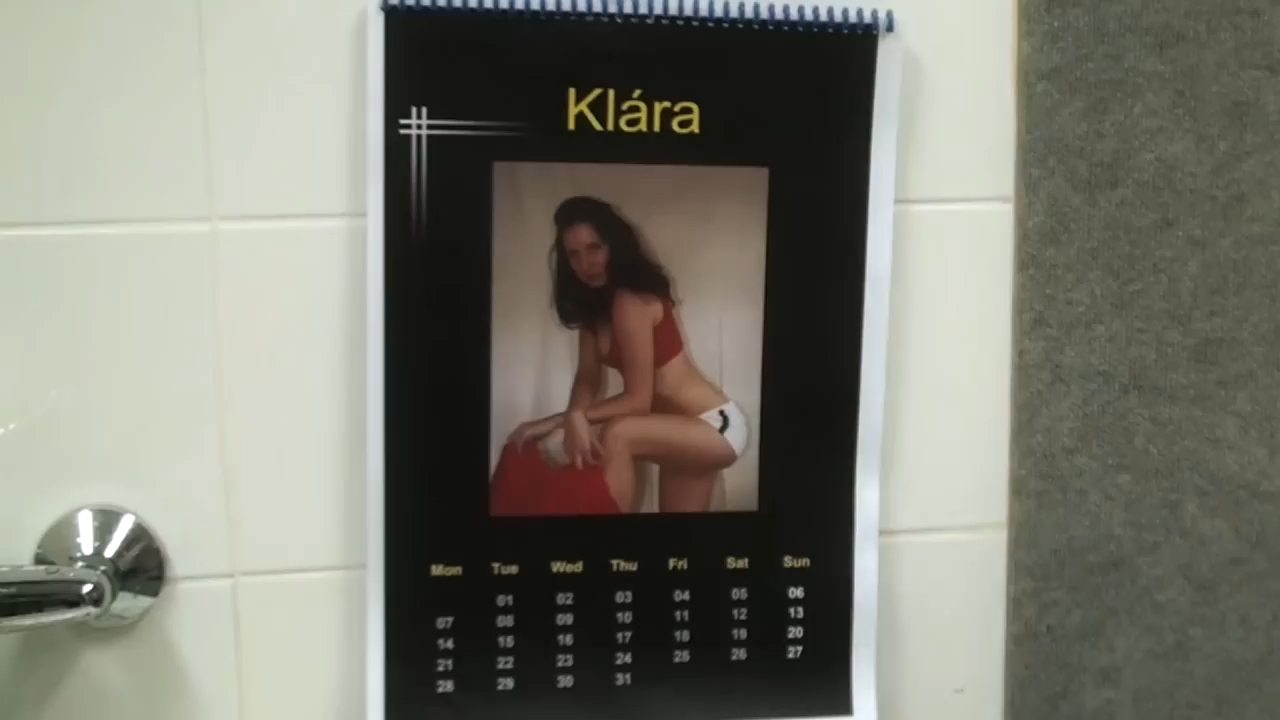 Klára
Mon Tue Wed Thu Fri Sat Sun
01 02 03 04 05 06
07 08 09 10 11 12 13
14 15 16 17 18 19 20
21 22 23 24 25 26 27
28 29 30 31